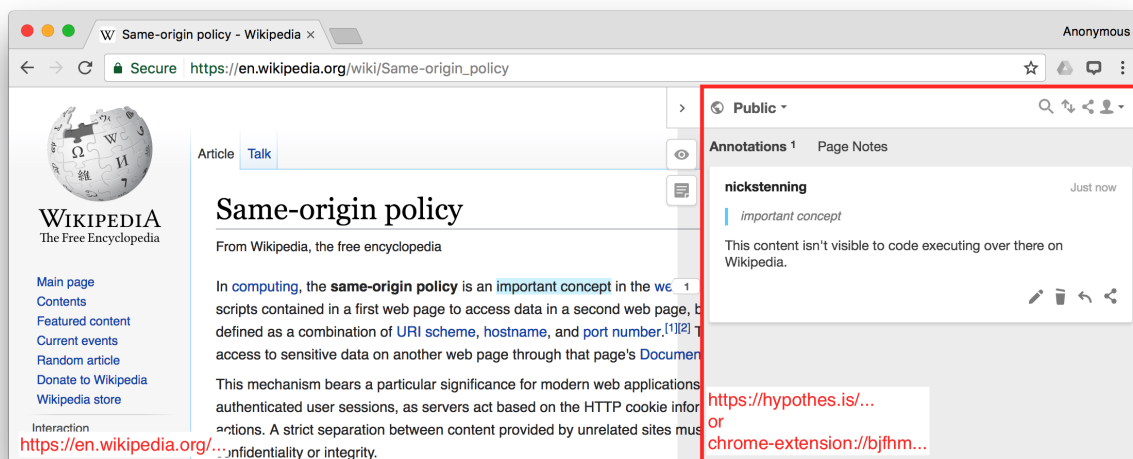 W Same-origin policy - Wikipedia ×
Anonymous
Secure https://en.wikipedia.org/wiki/Same-origin_policy
Ω W И 維 7
WIKIPEDIA
The Free Encyclopedia
Main page
Contents
Featured content
Current events
Random article
Donate to Wikipedia
Wikipedia store
Interaction
https://en.wikipedia.org/...
Article Talk
Same-origin policy
From Wikipedia, the free encyclopedia
In computing, the same-origin policy is an important concept in the we 1
scripts contained in a first web page to access data in a second web page, b
defined as a combination of URI scheme, hostname, and port number.[1][2] T
access to sensitive data on another web page through that page's Documen
This mechanism bears a particular significance for modern web applications
authenticated user sessions, as servers act based on the HTTP cookie infor
actions. A strict separation between content provided by unrelated sites mus
confidentiality or integrity.
Public
Annotations 1 Page Notes
nickstenning Just now
important concept
This content isn't visible to code executing over there on
Wikipedia.
https://hypothes.is/...
or
chrome-extension://bjfhm...